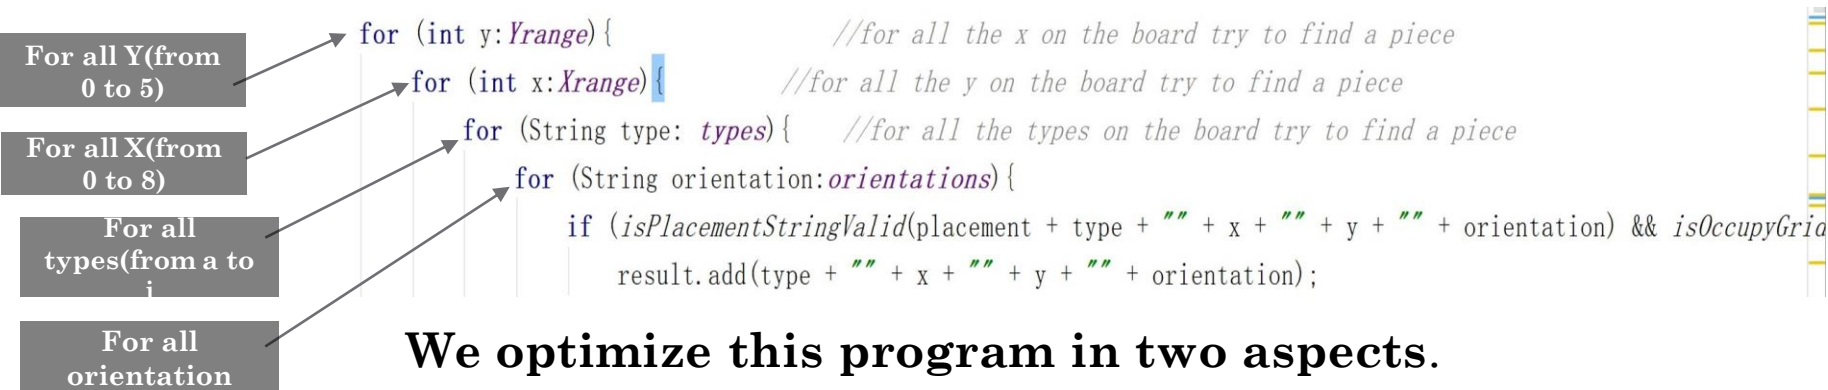 for (int y:Yrange){ //for all the x on the board try to find a piece
For all Y(from
0 to 5)
for (int x:Xrange){ //for all the y on the board try to find a piece
for (String type: types){ //for all the types on the board try to find a piece
For all X(from
0 to 8)
for (String orientation:orientations){
if (isPlacementStringValid(placement + type + "" + x + "" + y + "" + orientation) && isOccupyGrid
For all
types(from a to
result.add(type + "" + x + "" + y + "" + orientation);
For all
orientation
We optimize this program in two aspects.